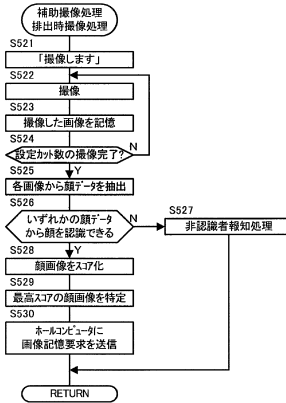 補助撮像処理
排出時撮像処理
S521
「撮像します」
S522
撮像
S523
撮像した画像を記憶
S524
設定カット数の撮像完了?
N
Y
S525
各画像から顔データを抽出
S526
いずれかの顔データ
から顔を認識できる
N
Y
S527
非認識者報知処理
S528
顔画像をスコア化
S529
最高スコアの顔画像を特定
S530
ホールコンピュータに
画像記憶要求を送信
RETURN